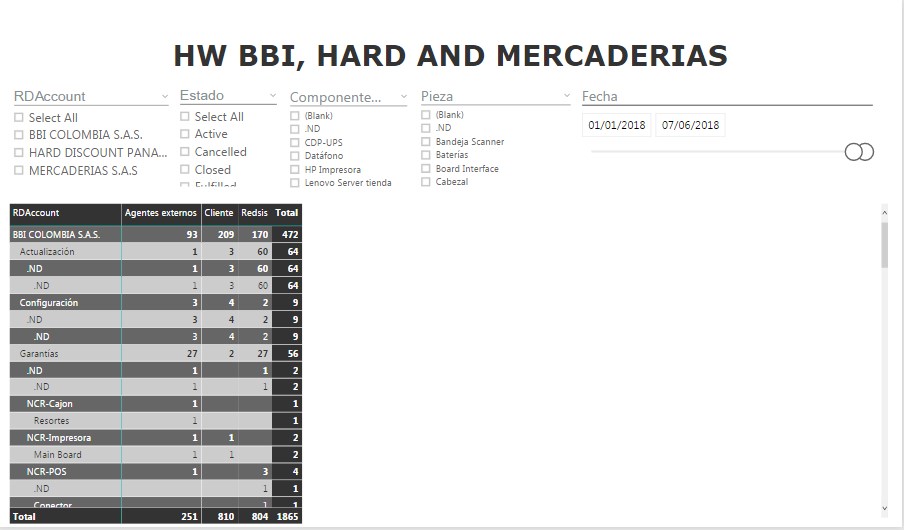 HW BBI, HARD AND MERCADERIAS
RDAccount
Select All
BBI COLOMBIA S.A.S.
HARD DISCOUNT PANA...
MERCADERIAS S.A.S
Estado
Select All
Active
Cancelled
Closed
Fulfilled
Componente...
(Blank)
.ND
CDP-UPS
Datáfono
HP Impresora
Lenovo Server tienda
Pieza
(Blank)
.ND
Bandeja Scanner
Baterias
Board Interface
Cabezal
Fecha
01/01/2018 07/06/2018
RDAccount Agentes externos Cliente Redsis Total
BBI COLOMBIA S.A.S. 93 209 170 472
Actualización 1 3 60 64
.ND 1 3 60 64
.ND 1 3 60 64
Configuración 3 4 2 9
.ND 3 4 2 9
.ND 3 4 2 9
Garantías 27 2 27 56
.ND 1 1 2
.ND 1 1 2
NCR-Cajon 1 1
Resortes 1 1
NCR-Impresora 1 1 2
Main Board 1 1 2
NCR-POS 1 3 4
.ND 1 1
Conector 1 1
Total 251 810 804 1865